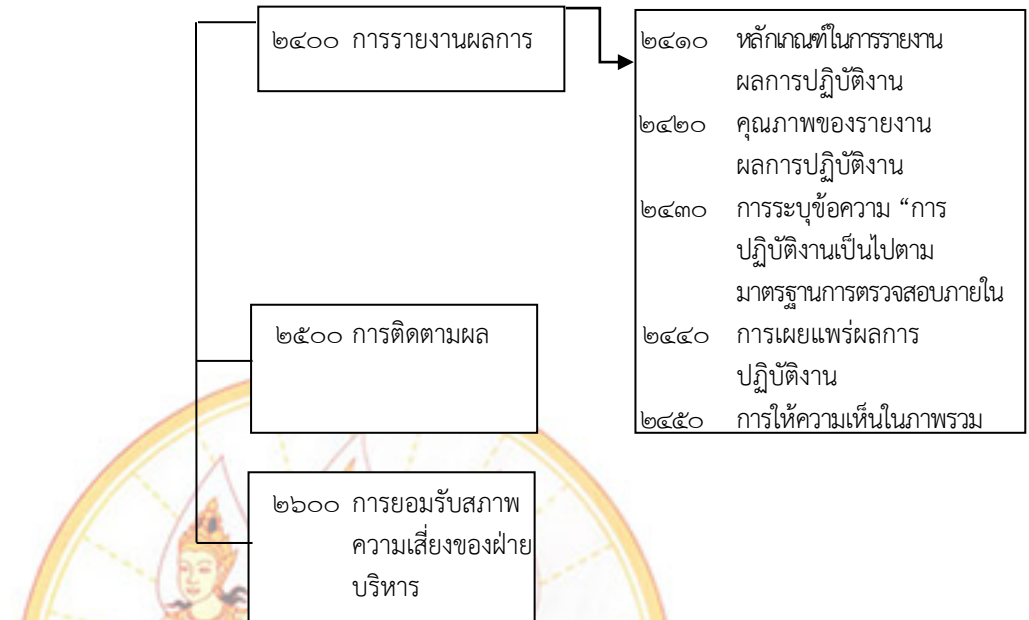 ๒๔๐๐ การรายงานผลการ
๒๔๑๐ หลักเกณฑ์ในการรายงาน
ผลการปฏิบัติงาน
๒๔๒๐ คุณภาพของรายงาน
ผลการปฏิบัติงาน
๒๔๓๐ การระบุข้อความ “การ
ปฏิบัติงานเป็นไปตาม
มาตรฐานการตรวจสอบภายใน
๒๔๔๐ การเผยแพร่ผลการ
ปฏิบัติงาน
๒๔๕๐ การให้ความเห็นในภาพรวม
๒๕๐๐ การติดตามผล
๒๖๐๐ การยอมรับสภาพ
ความเสี่ยงของฝ่าย
บริหาร